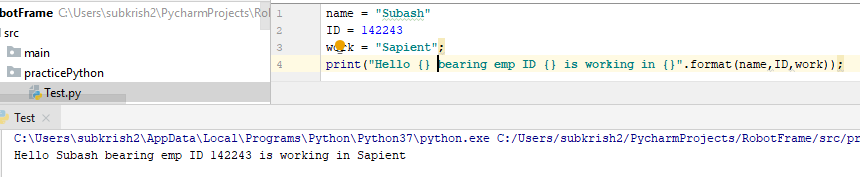 obotFrame C:\Users\subkrish2\PycharmProjects\Rob
src
main
practicePython
Test.py
1 name = "Subash"
2 ID = 142243
3 work = "Sapient";
4 print("Hello {} bearing emp ID {} is working in {}".format(name,ID,work));
Test ×
C:\Users\subkrish2\AppData\Local\Programs\Python\Python37\python.exe C:/Users/subkrish2/PycharmProjects/RobotFrame/src/pr
Hello Subash bearing emp ID 142243 is working in Sapient